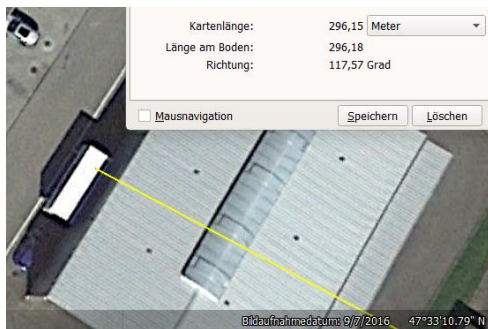 Kartenlänge: 296,15 Meter
Länge am Boden: 296,18
Richtung: 117,57 Grad
Mausnavigation Speichern Löschen
Bildaufnahmedatum: 9/7/2016 47°33'10.79" N